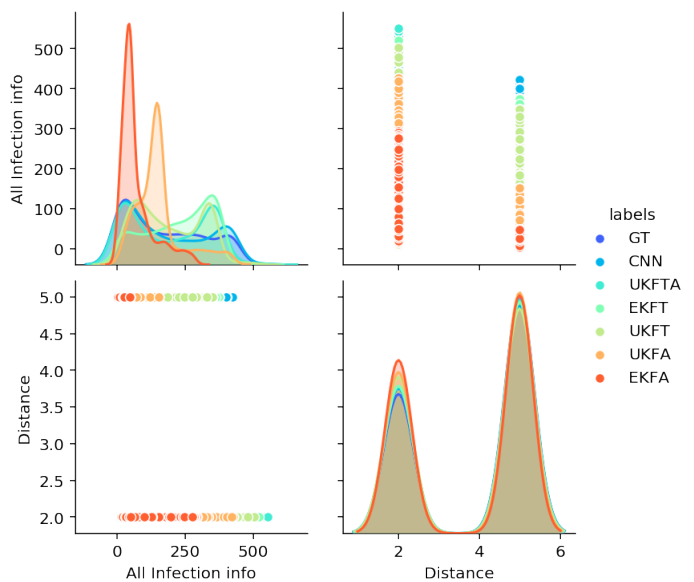 500
400
300
200
100
0
All Infection info
labels
GT
CNN
UKFTA
EKFT
UKFT
UKFA
EKFA
5.0
4.5
4.0
3.5
3.0
2.5
2.0
Distance
0 250 500
All Infection info
2 4 6
Distance